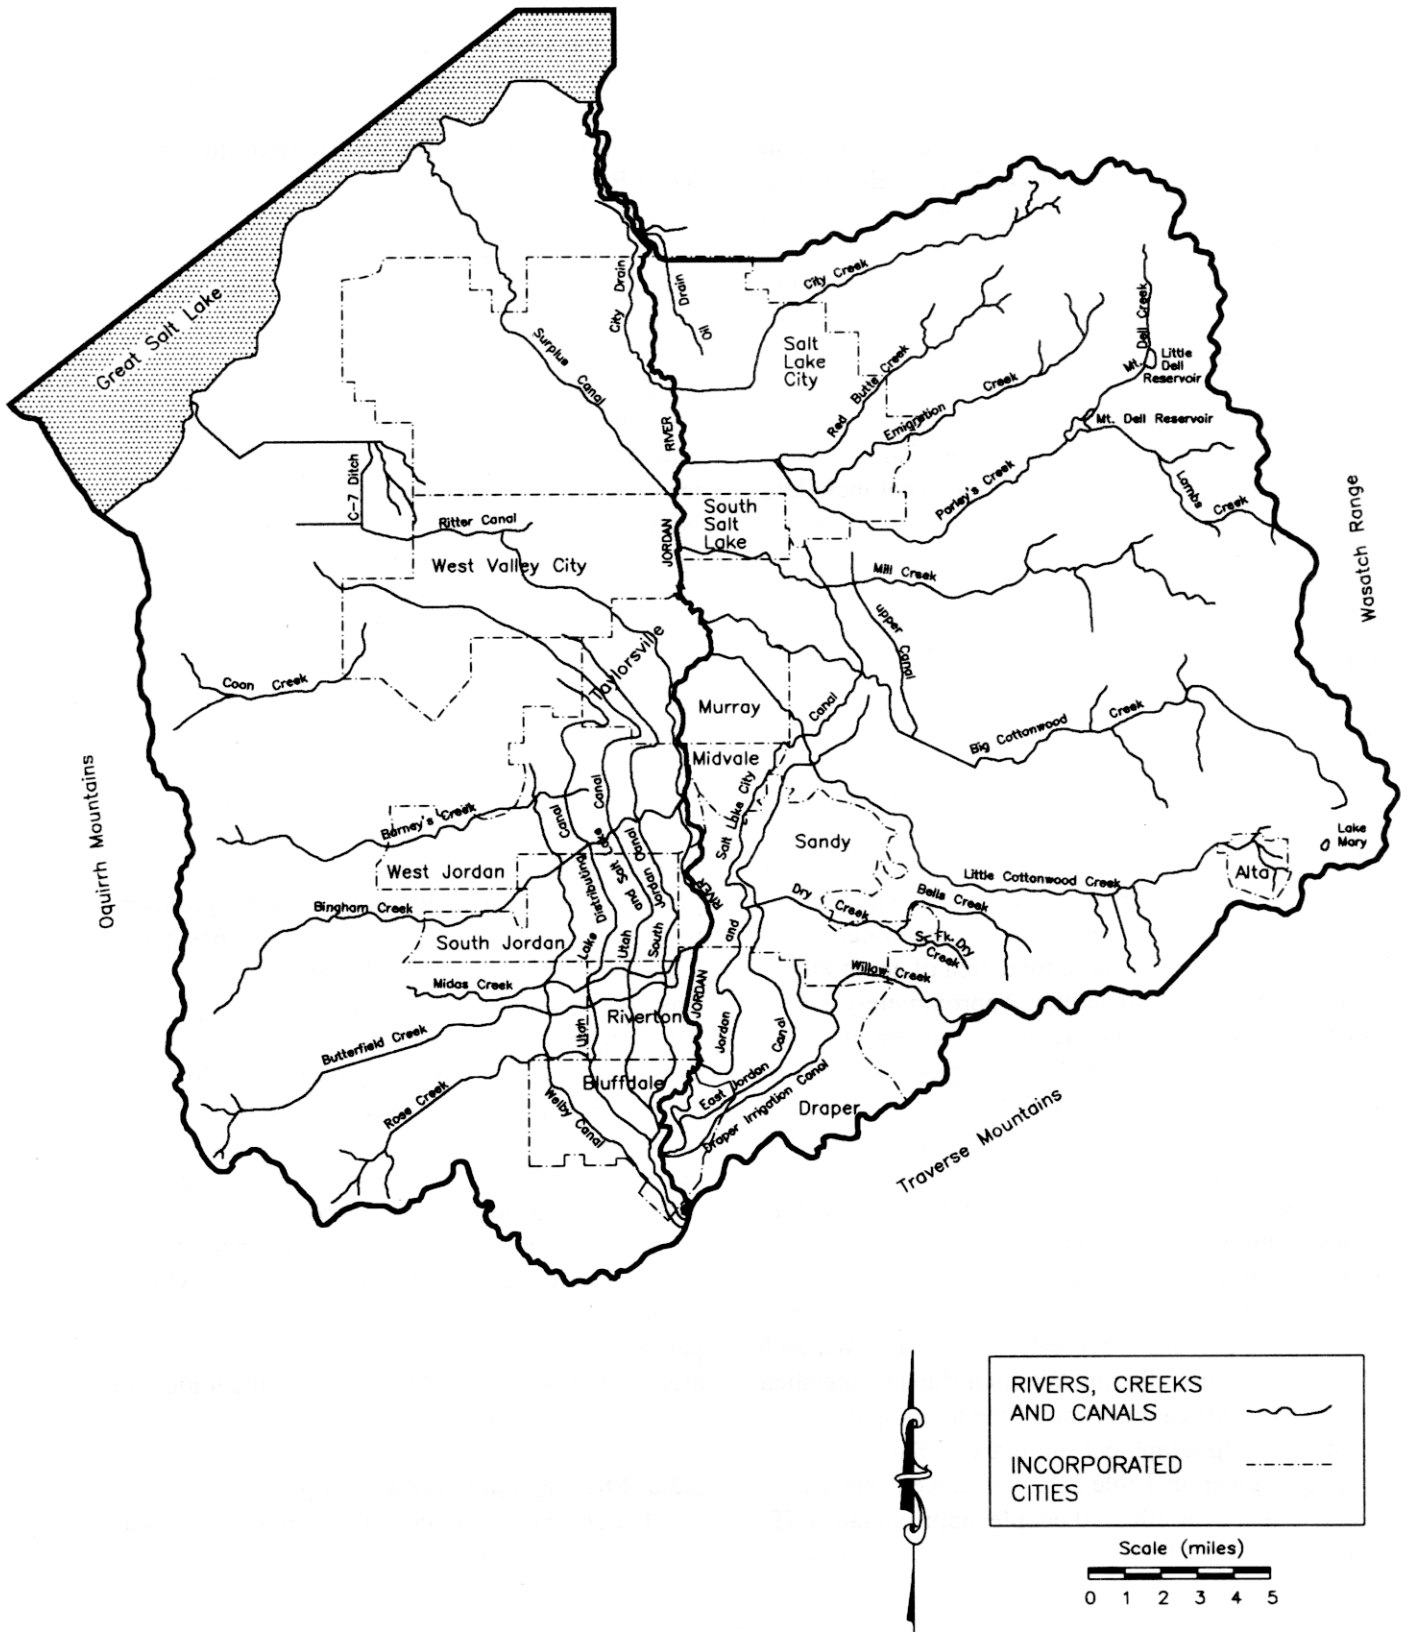 Great Salt Lake
City Drain
Oil Drain
City Creek
Surplus Canal
Salt
Lake
City
Red Butte Creek
Emigration Creek
Mt. Dell Creek
Little
Dell
Reservoir
Mt. Dell Reservoir
Lambs Creek
Parley's Creek
RIVER
JORDAN
C-7 Ditch
Ritter Canal
South
Salt
Lake
West Valley City
Mill Creek
upper Canal
Wasatch Range
Taylorsville
Coon Creek
Murray
Canal
Big Cottonwood Creek
Midvale
Oquirrh Mountains
Barney's Creek
Canal
Canal
Salt Lake City
Sandy
Lake
Mary
West Jordan
Utah Lake Distributing
Utah and Salt Lake
South Jordan Canal
RIVER
Little Cottonwood Creek
Alta
Bingham Creek
Dry Creek
Bells Creek
S. Fk. Dry
Creek
South Jordan
and
Willow Creek
Midas Creek
JORDAN
Jordan
Riverton
Butterfield Creek
Bluffdale
East Jordan Canal
Draper Irrigation Canal
Draper
Rose Creek
Welby Canal
Traverse Mountains
RIVERS, CREEKS
AND CANALS
INCORPORATED
CITIES
Scale (miles)
0 1 2 3 4 5